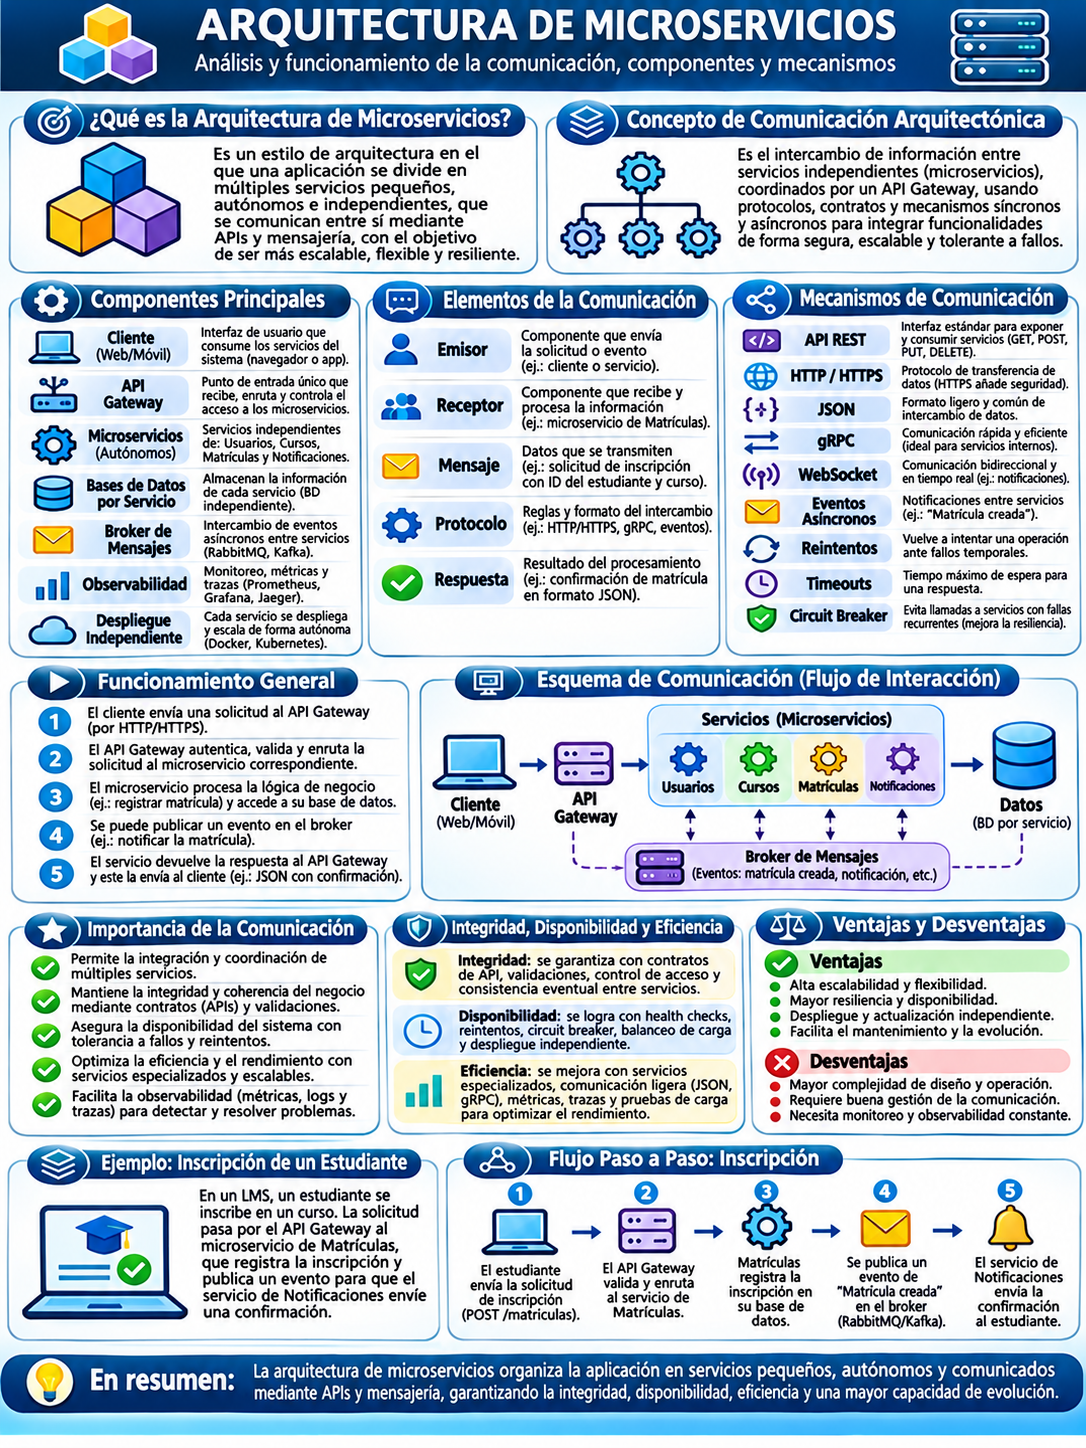 ARQUITECTURA DE MICROSERVICIOS
Análisis y funcionamiento de la comunicación, componentes y mecanismos
¿Qué es la Arquitectura de Microservicios?
Es un estilo de arquitectura en el
que una aplicación se divide en
múltiples servicios pequeños,
autónomos e independientes, que
se comunican entre sí mediante
APIs y mensajería, con el objetivo
de ser más escalable, flexible y resiliente.
Concepto de Comunicación Arquitectónica
Es el intercambio de información entre
servicios independientes (microservicios),
coordinados por un API Gateway, usando
protocolos, contratos y mecanismos síncronos
y asíncronos para integrar funcionalidades
de forma segura, escalable y tolerante a fallos.
Componentes Principales
Cliente
(Web/Móvil)
Interfaz de usuario que
consume los servicios del
sistema (navegador o app).
API
Gateway
Punto de entrada único que
recibe, enruta y controla el
acceso a los microservicios.
Microservicios
(Autónomos)
Servicios independientes
de: Usuarios, Cursos,
Matrículas y Notificaciones.
Bases de Datos
por Servicio
Almacenan la información
de cada servicio (BD
independiente).
Broker de
Mensajes
Intercambio de eventos
asíncronos entre servicios
(RabbitMQ, Kafka).
Observabilidad
Monitoreo, métricas y
trazas (Prometheus,
Grafana, Jaeger).
Despliegue
Independiente
Cada servicio se despliega
y escala de forma autónoma
(Docker, Kubernetes).
Elementos de la Comunicación
Emisor
Componente que envía
la solicitud o evento
(ej.: cliente o servicio).
Receptor
Componente que recibe y
procesa la información
(ej.: microservicio de Matrículas).
Mensaje
Datos que se transmiten
(ej.: solicitud de inscripción
con ID del estudiante y curso).
Protocolo
Reglas y formato del intercambio
(ej.: HTTP/HTTPS, gRPC, eventos).
Respuesta
Resultado del procesamiento
(ej.: confirmación de matrícula
en formato JSON).
Mecanismos de Comunicación
API REST
Interfaz estándar para exponer
y consumir servicios (GET, POST,
PUT, DELETE).
HTTP / HTTPS
Protocolo de transferencia de
datos (HTTPS añade seguridad).
JSON
Formato ligero y común de
intercambio de datos.
gRPC
Comunicación rápida y eficiente
(ideal para servicios internos).
WebSocket
Comunicación bidireccional y
en tiempo real (ej.: notificaciones).
Eventos
Asíncronos
Notificaciones entre servicios
(ej.: "Matrícula creada").
Reintentos
Vuelve a intentar una operación
ante fallos temporales.
Timeouts
Tiempo máximo de espera para
una respuesta.
Circuit Breaker
Evita llamadas a servicios con fallas
recurrentes (mejora la resiliencia).
Funcionamiento General
1
El cliente envía una solicitud al API Gateway
(por HTTP/HTTPS).
2
El API Gateway autentica, valida y enruta la
solicitud al microservicio correspondiente.
3
El microservicio procesa la lógica de negocio
(ej.: registrar matrícula) y accede a su base de datos.
4
Se puede publicar un evento en el broker
(ej.: notificar la matrícula).
5
El servicio devuelve la respuesta al API Gateway
y este la envía al cliente (ej.: JSON con confirmación).
Esquema de Comunicación (Flujo de Interacción)
Servicios (Microservicios)
Cliente
(Web/Móvil)
API
Gateway
Usuarios
Cursos
Matrículas
Notificaciones
Datos
(BD por servicio)
Broker de Mensajes
(Eventos: matrícula creada, notificación, etc.)
Importancia de la Comunicación
Permite la integración y coordinación de
múltiples servicios.
Mantiene la integridad y coherencia del negocio
mediante contratos (APIs) y validaciones.
Asegura la disponibilidad del sistema con
tolerancia a fallos y reintentos.
Optimiza la eficiencia y el rendimiento con
servicios especializados y escalables.
Facilita la observabilidad (métricas, logs y
trazas) para detectar y resolver problemas.
Integridad, Disponibilidad y Eficiencia
Integridad: se garantiza con contratos
de API, validaciones, control de acceso y
consistencia eventual entre servicios.
Disponibilidad: se logra con health checks,
reintentos, circuit breaker, balanceo de carga
y despliegue independiente.
Eficiencia: se mejora con servicios
especializados, comunicación ligera (JSON,
gRPC), métricas, trazas y pruebas de carga
para optimizar el rendimiento.
Ventajas y Desventajas
Ventajas
Alta escalabilidad y flexibilidad.
Mayor resiliencia y disponibilidad.
Despliegue y actualización independiente.
Facilita el mantenimiento y la evolución.
Desventajas
Mayor complejidad de diseño y operación.
Requiere buena gestión de la comunicación.
Necesita monitoreo y observabilidad constante.
Ejemplo: Inscripción de un Estudiante
En un LMS, un estudiante se
inscribe en un curso. La solicitud
pasa por el API Gateway al
microservicio de Matrículas,
que registra la inscripción y
publica un evento para que el
servicio de Notificaciones envíe
una confirmación.
Flujo Paso a Paso: Inscripción
1
El estudiante
envía la solicitud
de inscripción
(POST /matriculas).
2
El API Gateway
valida y enruta
al servicio de
Matrículas.
3
Matrículas
registra la
inscripción en
su base de
datos.
4
Se publica un
evento de
"Matrícula creada"
en el broker
(RabbitMQ/Kafka).
5
El servicio de
Notificaciones
envía la
confirmación
al estudiante.
En resumen:
La arquitectura de microservicios organiza la aplicación en servicios pequeños, autónomos y comunicados
mediante APIs y mensajería, garantizando la integridad, disponibilidad, eficiencia y una mayor capacidad de evolución.